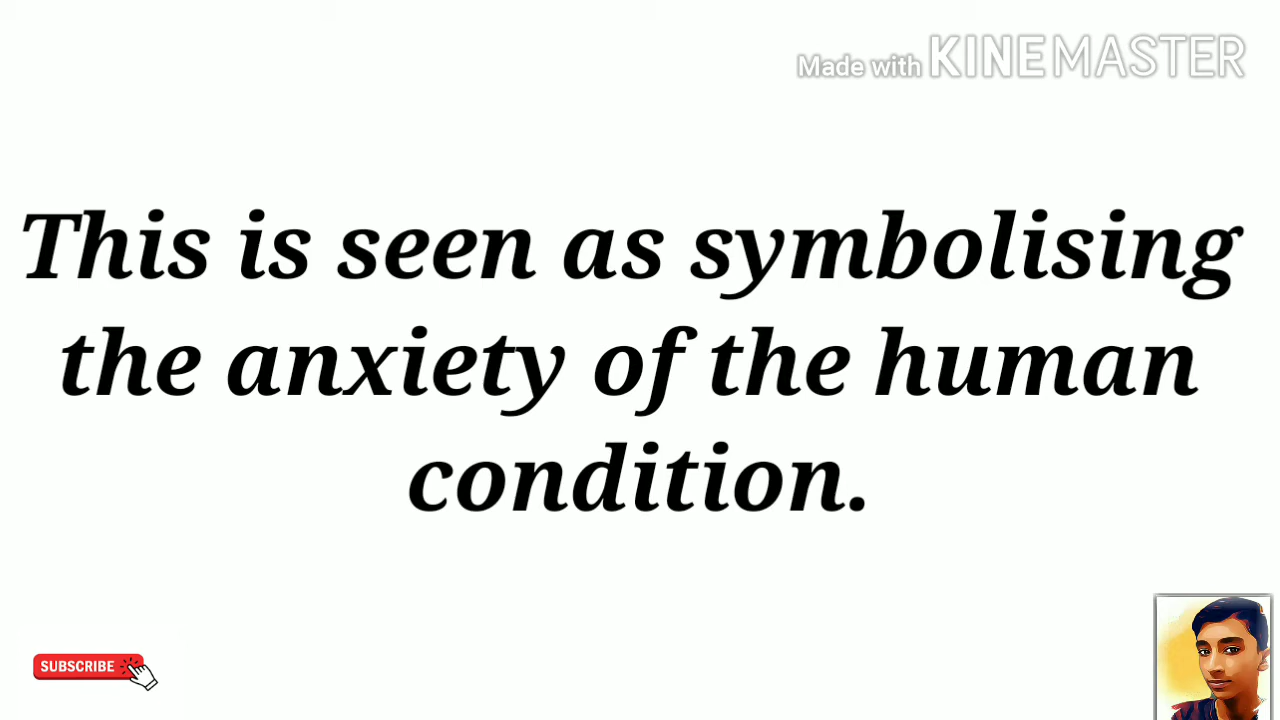 Made with KINEMASTER
This is seen as symbolising
the anxiety of the human
condition.
SUBSCRIBE